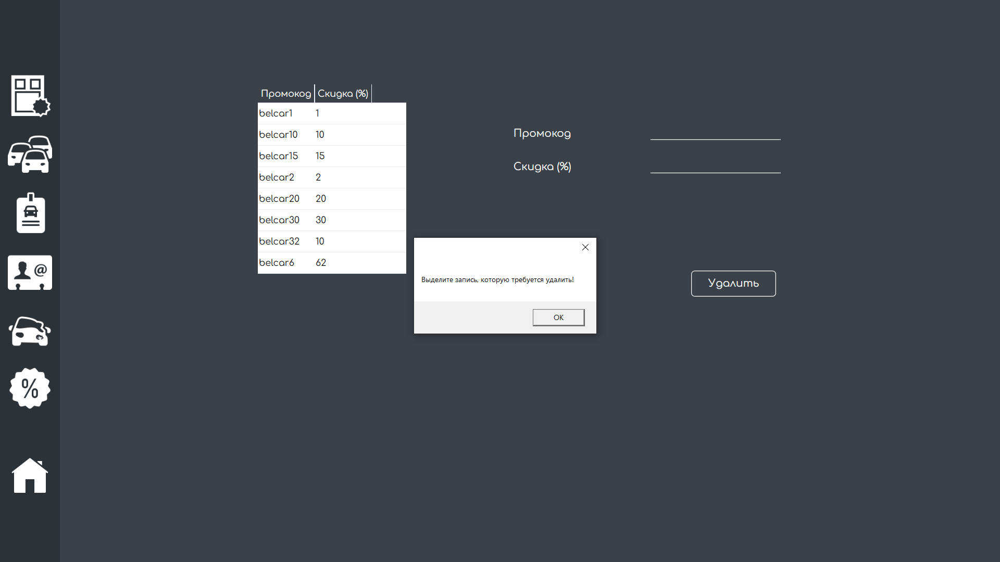 Промокод Скидка (%)
belcar1 1
belcar10 10
belcar15 15
belcar2 2
belcar20 20
belcar30 30
belcar32 10
belcar6 62
Промокод
Скидка (%)
Выделите запись, которую требуется удалить!
OK
Удалить
@
%